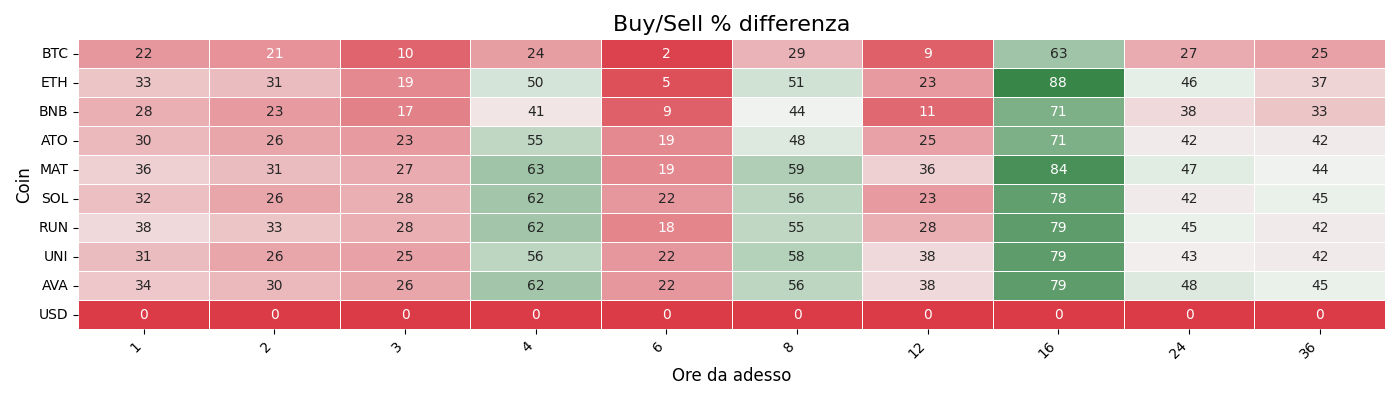 Buy/Sell % differenza
Coin
BTC 22 21 10 24 2 29 9 63 27 25
ETH 33 31 19 50 5 51 23 88 46 37
BNB 28 23 17 41 9 44 11 71 38 33
ATO 30 26 23 55 19 48 25 71 42 42
MAT 36 31 27 63 19 59 36 84 47 44
SOL 32 26 28 62 22 56 23 78 42 45
RUN 38 33 28 62 18 55 28 79 45 42
UNI 31 26 25 56 22 58 38 79 43 42
AVA 34 30 26 62 22 56 38 79 48 45
USD 0 0 0 0 0 0 0 0 0 0
1 2 3 4 6 8 12 16 24 36
Ore da adesso